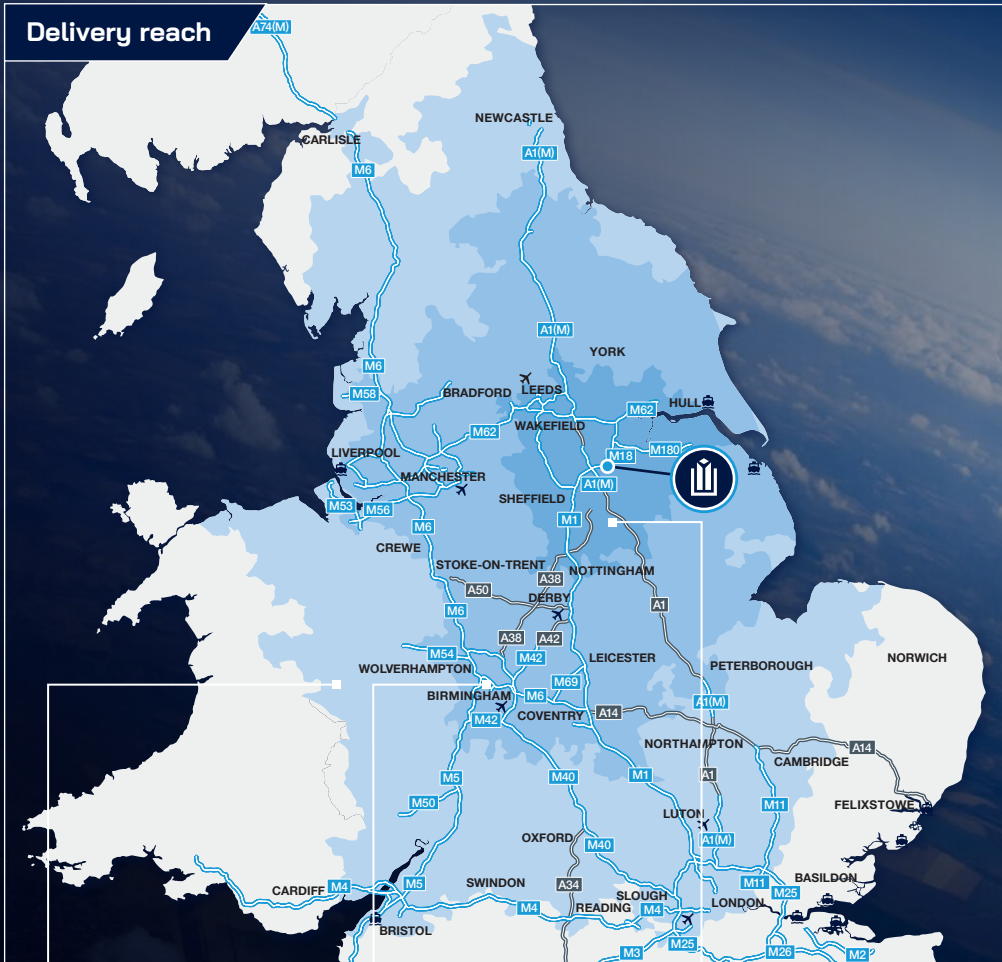 Delivery reach
A74(M)
NEWCASTLE
CARLISLE
A1(M)
M6
A1(M)
YORK
M6
LEEDS
BRADFORD
M58
HULL
M62
WAKEFIELD
M62
LIVERPOOL
M18
M180
MANCHESTER
A1(M)
SHEFFIELD
M53
M56
M1
M6
CREWE
STOKE-ON-TRENT
NOTTINGHAM
A38
A50
DERBY
A1
M6
A38
A42
M54
M42
LEICESTER
WOLVERHAMPTON
PETERBOROUGH
NORWICH
M69
BIRMINGHAM
M6
A1(M)
COVENTRY
A14
M42
NORTHAMPTON
A14
CAMBRIDGE
M5
M40
M1
A1
M50
M11
FELIXSTOWE
LUTON
OXFORD
A1(M)
M40
BASILDON
M5
SWINDON
A34
M11
CARDIFF
M4
M25
SLOUGH
LONDON
READING
M4
M4
BRISTOL
M25
M3
M26
M2